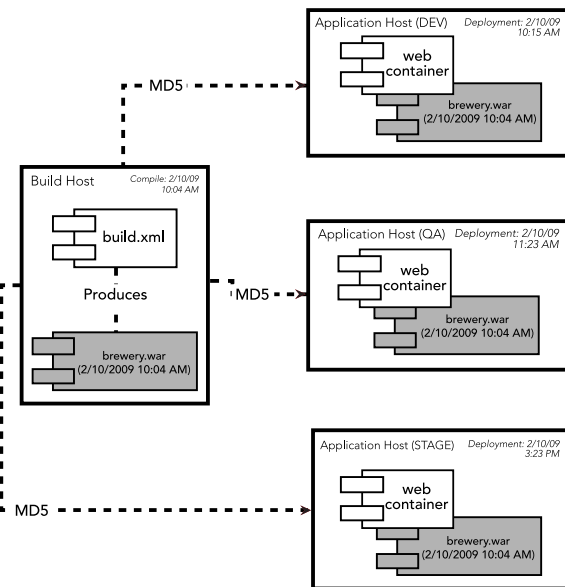 Application Host (DEV)
Deployment: 2/10/09
10:15 AM
web
container
brewery.war
(2/10/2009 10:04 AM)
MD5
Build Host
Compile: 2/10/09
10:04 AM
build.xml
Produces
brewery.war
(2/10/2009 10:04 AM)
MD5
Application Host (QA)
Deployment: 2/10/09
11:23 AM
web
container
brewery.war
(2/10/2009 10:04 AM)
MD5
Application Host (STAGE)
Deployment: 2/10/09
3:23 PM
web
container
brewery.war
(2/10/2009 10:04 AM)